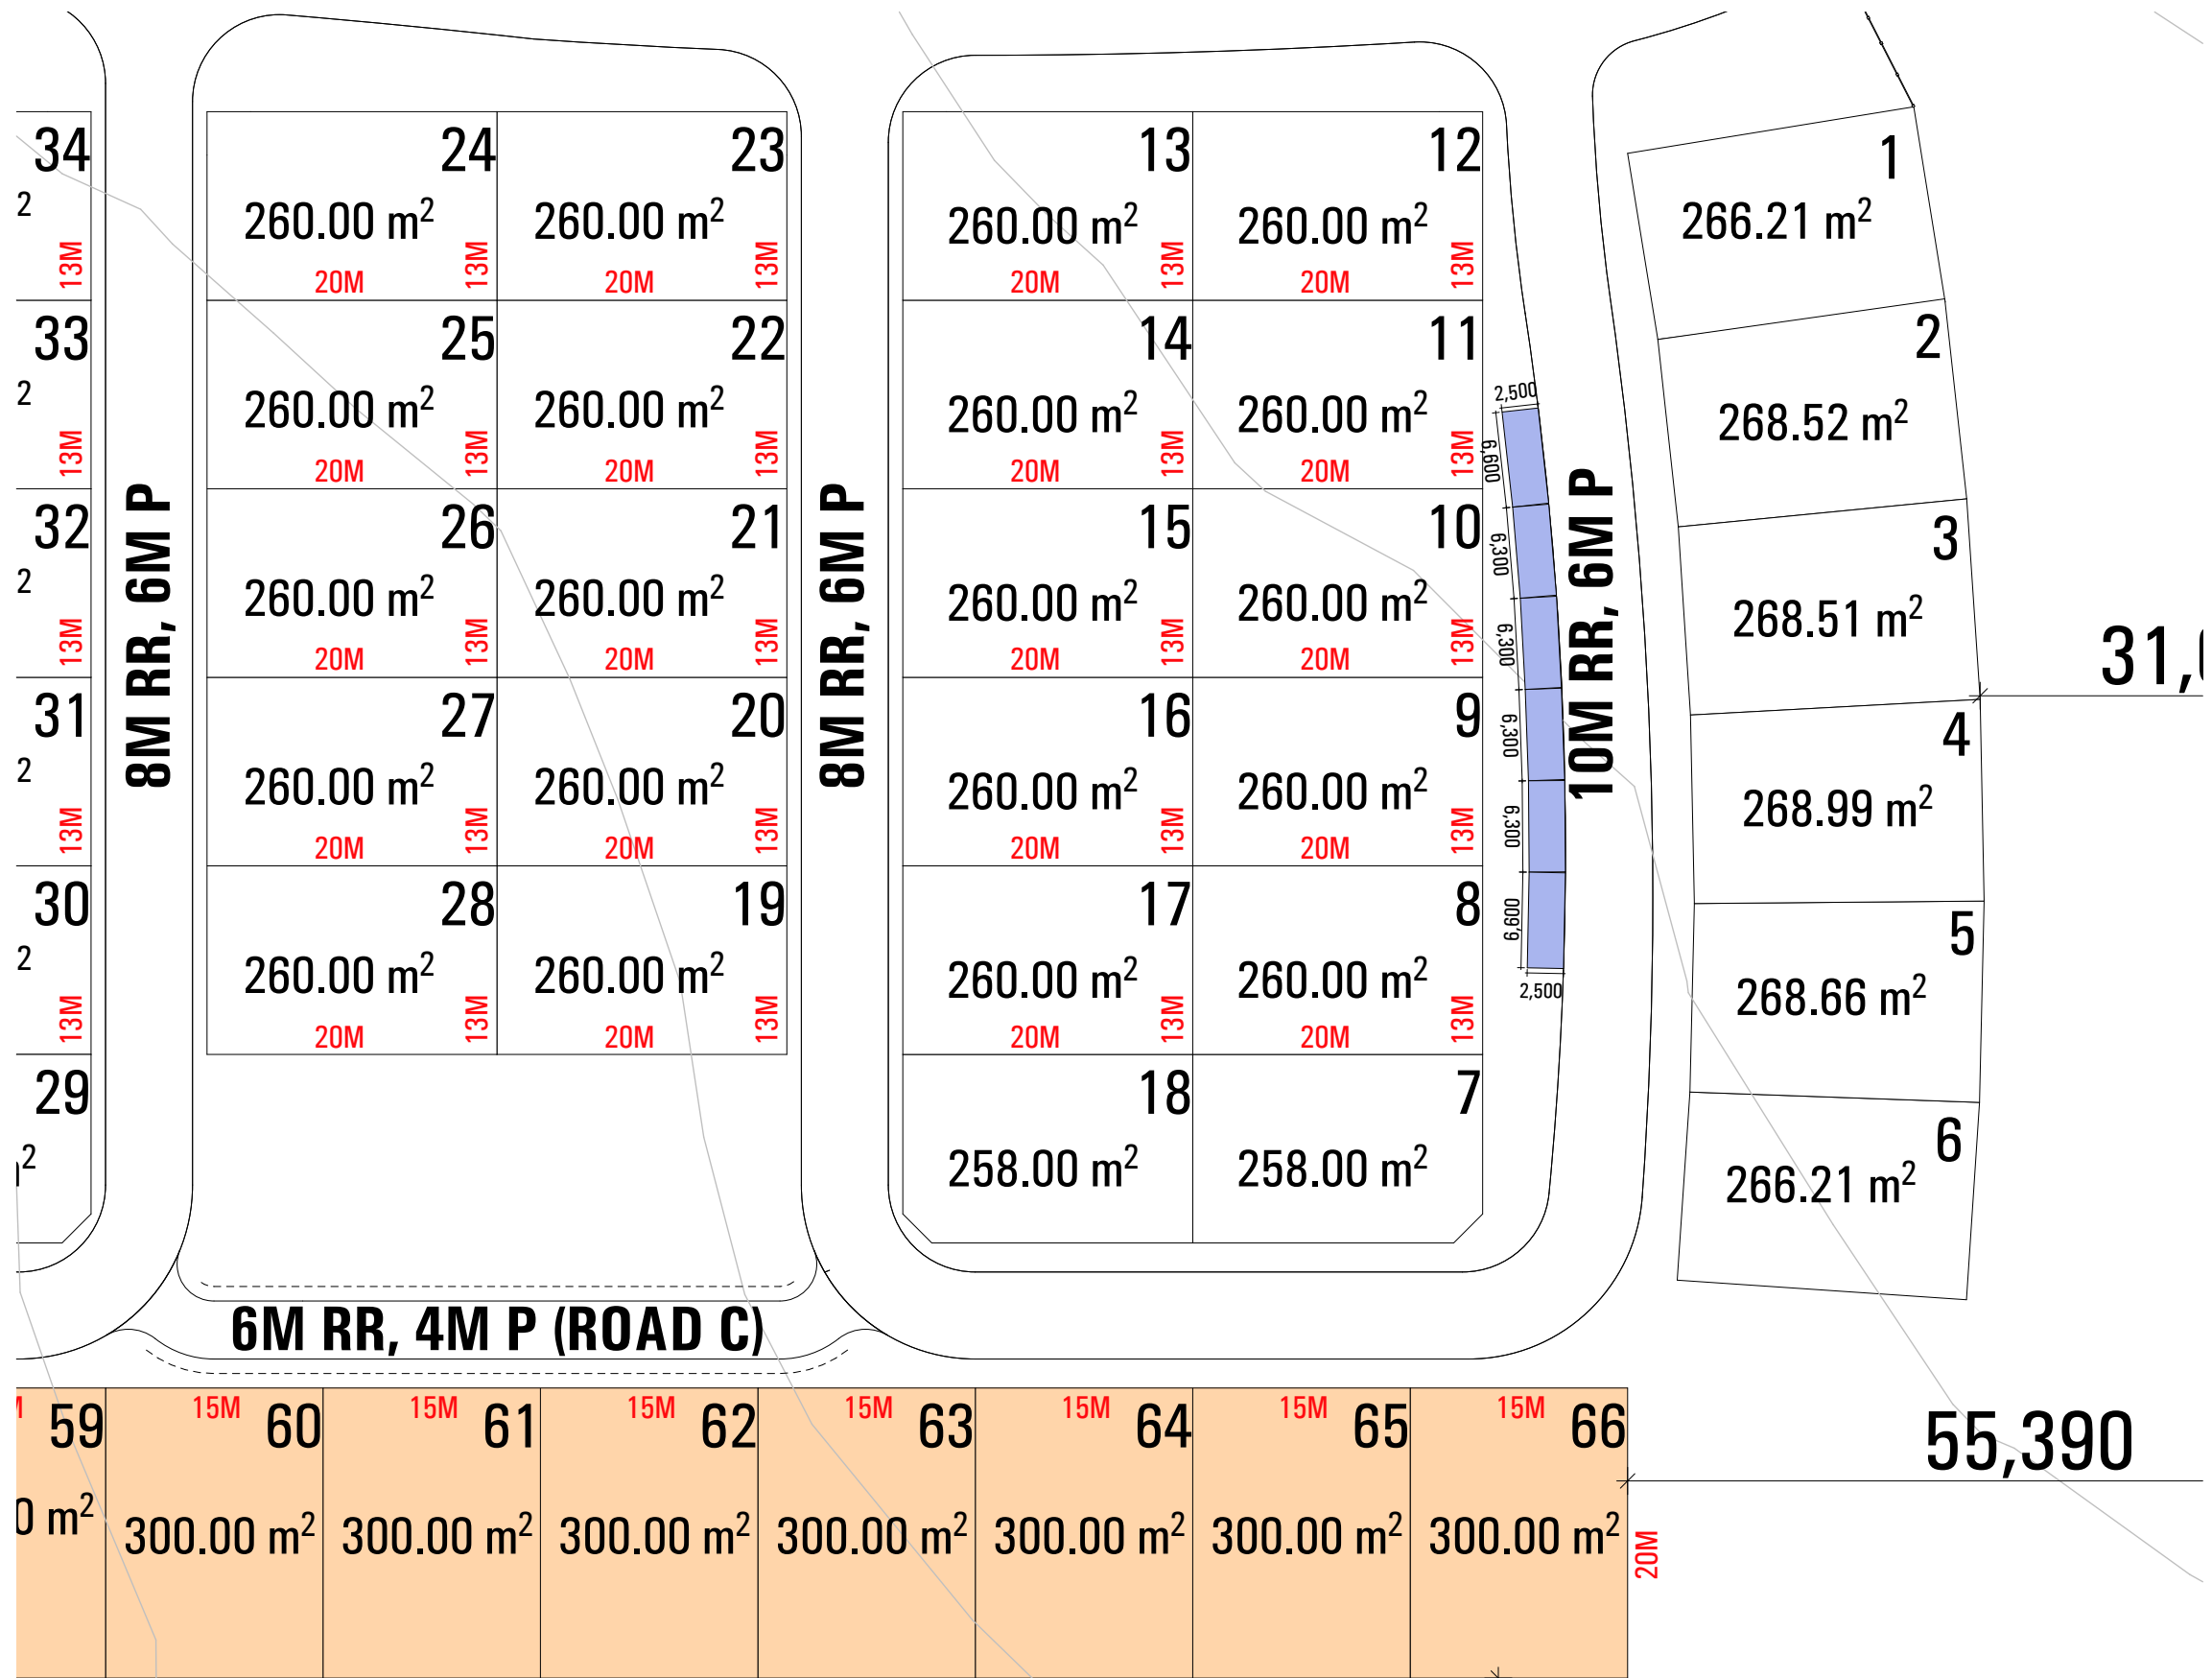 34
2
13M
33
2
13M
32
2
13M
31
2
13M
30
2
13M
29
2
8M RR, 6M P
24
260.00 m²
20M
13M
23
260.00 m²
20M
13M
25
260.00 m²
20M
13M
22
260.00 m²
20M
13M
26
260.00 m²
20M
13M
21
260.00 m²
20M
13M
27
260.00 m²
20M
13M
20
260.00 m²
20M
13M
28
260.00 m²
20M
13M
19
260.00 m²
20M
13M
8M RR, 6M P
13
260.00 m²
20M
13M
12
260.00 m²
20M
13M
14
260.00 m²
20M
13M
11
260.00 m²
20M
13M
15
260.00 m²
20M
13M
10
260.00 m²
20M
13M
16
260.00 m²
20M
13M
9
260.00 m²
20M
13M
17
260.00 m²
20M
13M
8
260.00 m²
20M
13M
18
258.00 m²
7
258.00 m²
2,500
6,600
6,300
6,300
6,300
6,300
6,600
2,500
10M RR, 6M P
1
266.21 m²
2
268.52 m²
3
268.51 m²
4
268.99 m²
5
268.66 m²
6
266.21 m²
31,
6M RR, 4M P (ROAD C)
59
0 m²
15M
60
300.00 m²
15M
61
300.00 m²
15M
62
300.00 m²
15M
63
300.00 m²
15M
64
300.00 m²
15M
65
300.00 m²
15M
66
300.00 m²
20M
55,390